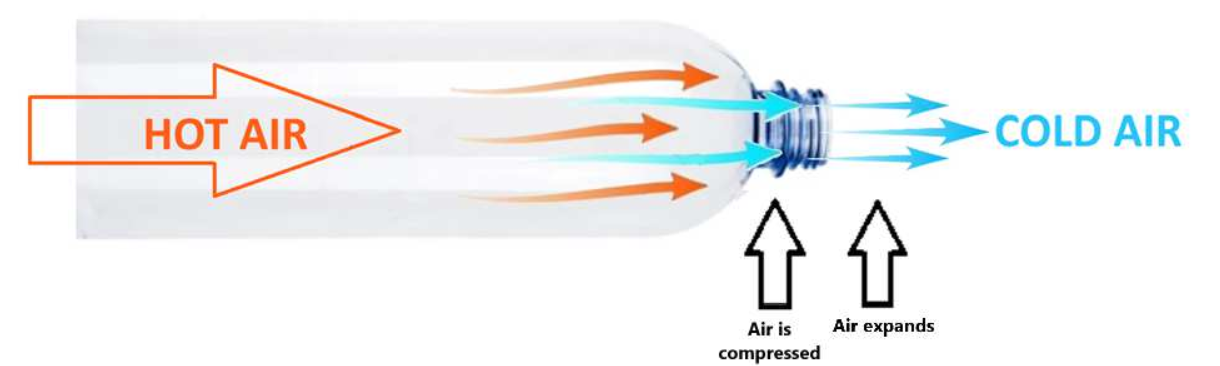 HOT AIR
COLD AIR
Air is
compressed
Air expands